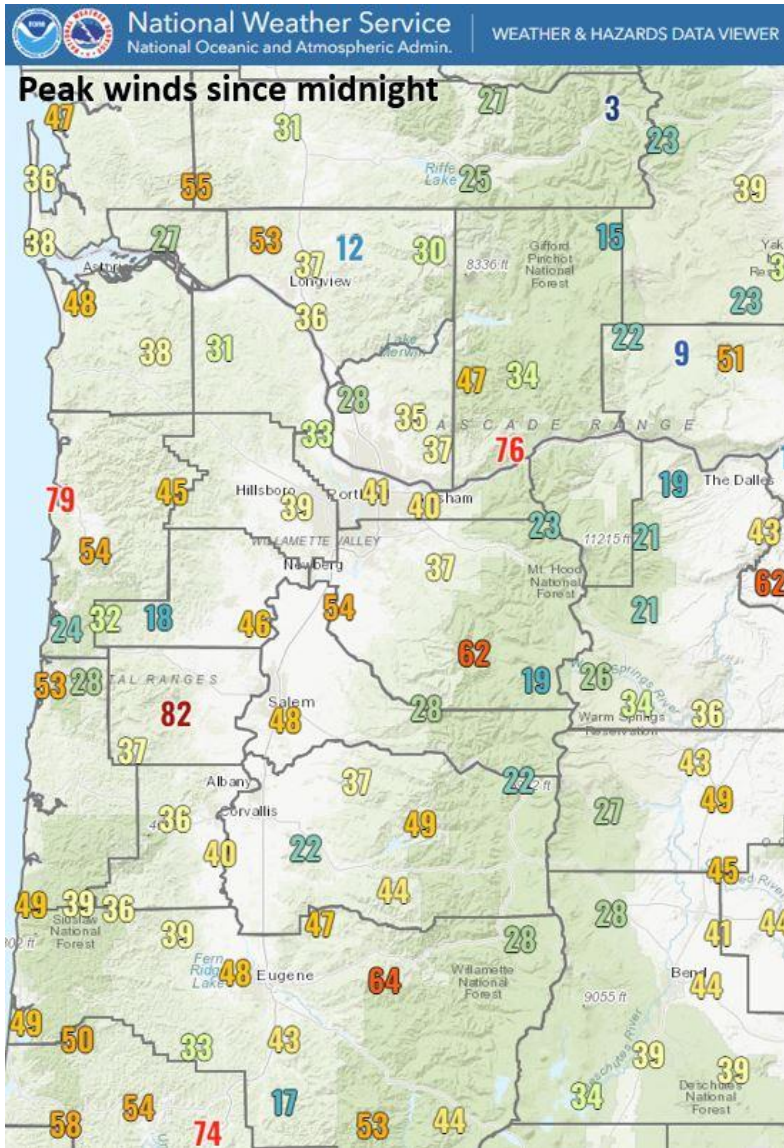 National Weather Service
National Oceanic and Atmospheric Admin.
WEATHER & HAZARDS DATA VIEWER
Peak winds since midnight
47
31
27
3
23
36
55
Riffe
Lake
25
39
38
27
53
12
30
15
Gifford
Pinchot
National
Forest
8336 ft
37
Longview
48
36
23
38
31
Lake
Merwin
22
9
51
28
47
34
35
33
37
ASCADE RANGE
76
79
45
Hillsboro
39
41
40
sham
19
The Dalles
23
11215 ft
21
43
WILLAMETTE VALLEY
54
Newberg
37
Mt. Hood
National
Forest
62
24
32
18
46
54
21
62
19
26
53
28
TAL RANGES
82
Salem
48
28
34
36
Warm Springs
Reservation
37
Albany
37
22
43
36
Corvallis
49
27
49
40
22
45
49
39
36
44
28
44
Siuslaw
National
Forest
39
47
28
41
Fern
Ridge
Lake
48
Eugene
64
Willamette
National
Forest
Bend
44
9055 ft
49
50
33
43
Deschutes River
39
39
Deschutes
National
Forest
34
58
54
74
17
53
44